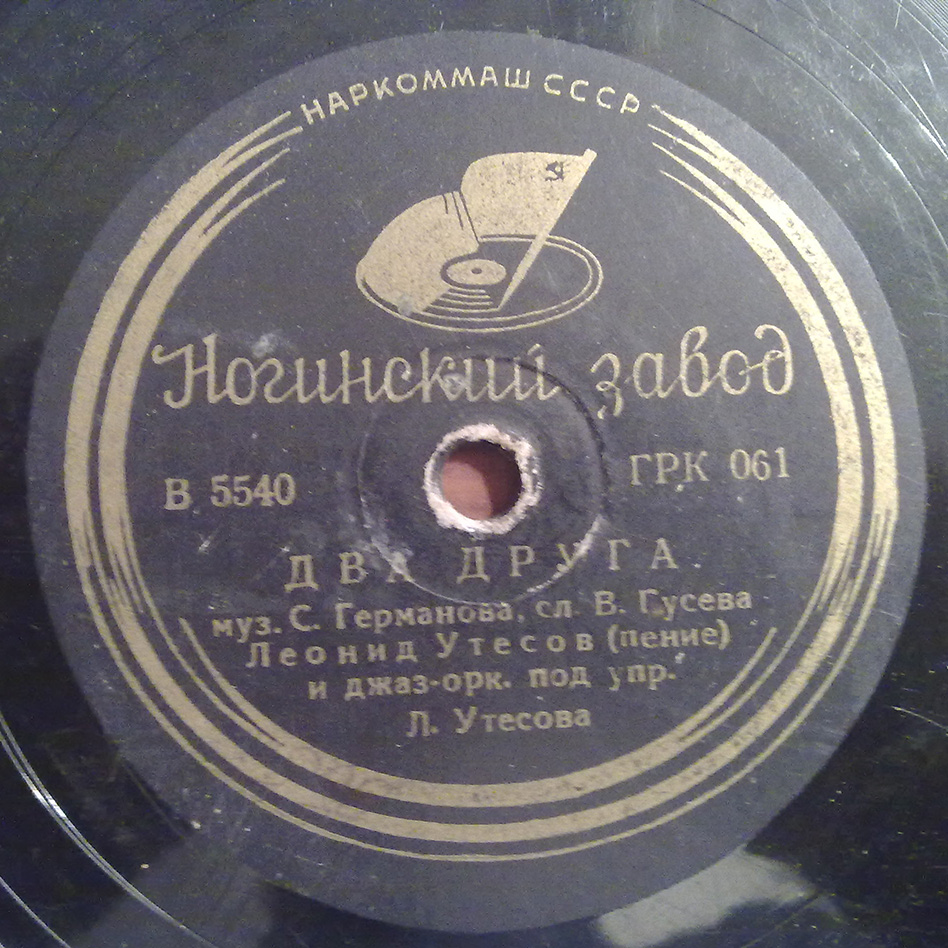 НАРКОММАШ СССР
Ногинский завод
В 5540
ГРК 061
ДВА ДРУГА
муз. С. Германова, сл. В. Гусева
Леонид Утесов (пение)
и джаз-орк. под упр.
Л. Утесова